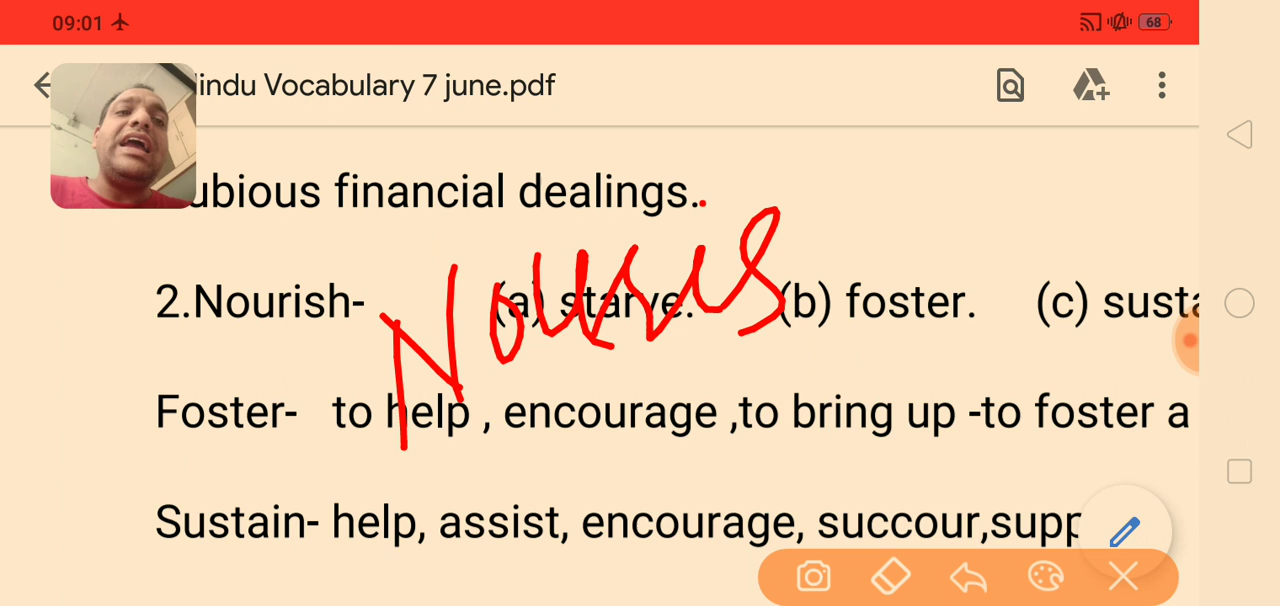 09:01
68
indu Vocabulary 7 june.pdf
ubious financial dealings..
2.Nourish- (a) starve. (b) foster. (c) susta
Foster- to help , encourage ,to bring up -to foster a
Sustain- help, assist, encourage, succour,supp